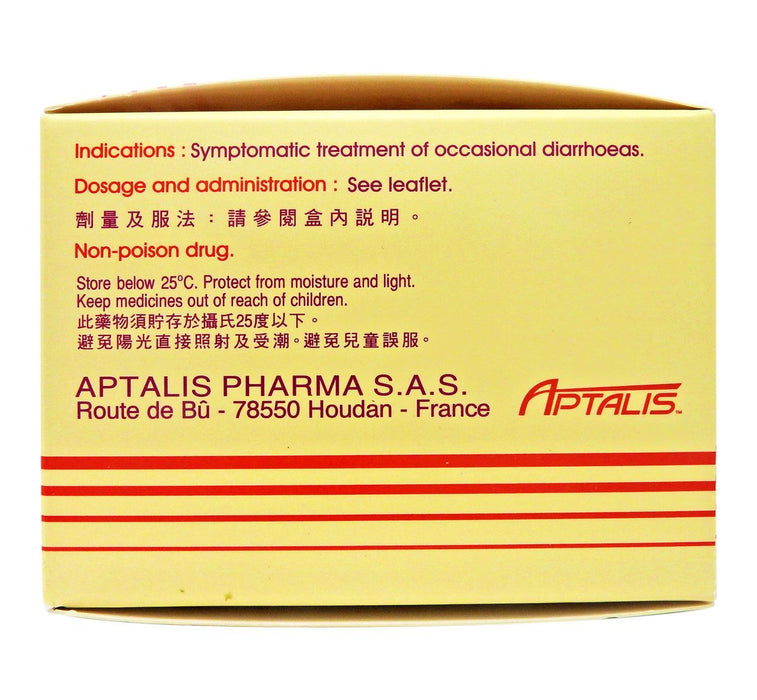 Indications : Symptomatic treatment of occasional diarrhoeas.
Dosage and administration : See leaflet.
劑量及服法：請參閱盒內説明。
Non-poison drug.
Store below 25°C. Protect from moisture and light.
Keep medicines out of reach of children.
此藥物須貯存於攝氏25度以下。
避免陽光直接照射及受潮。避免兒童誤服。
APTALIS PHARMA S.A.S.
Route de Bû - 78550 Houdan - France
APTALIS™